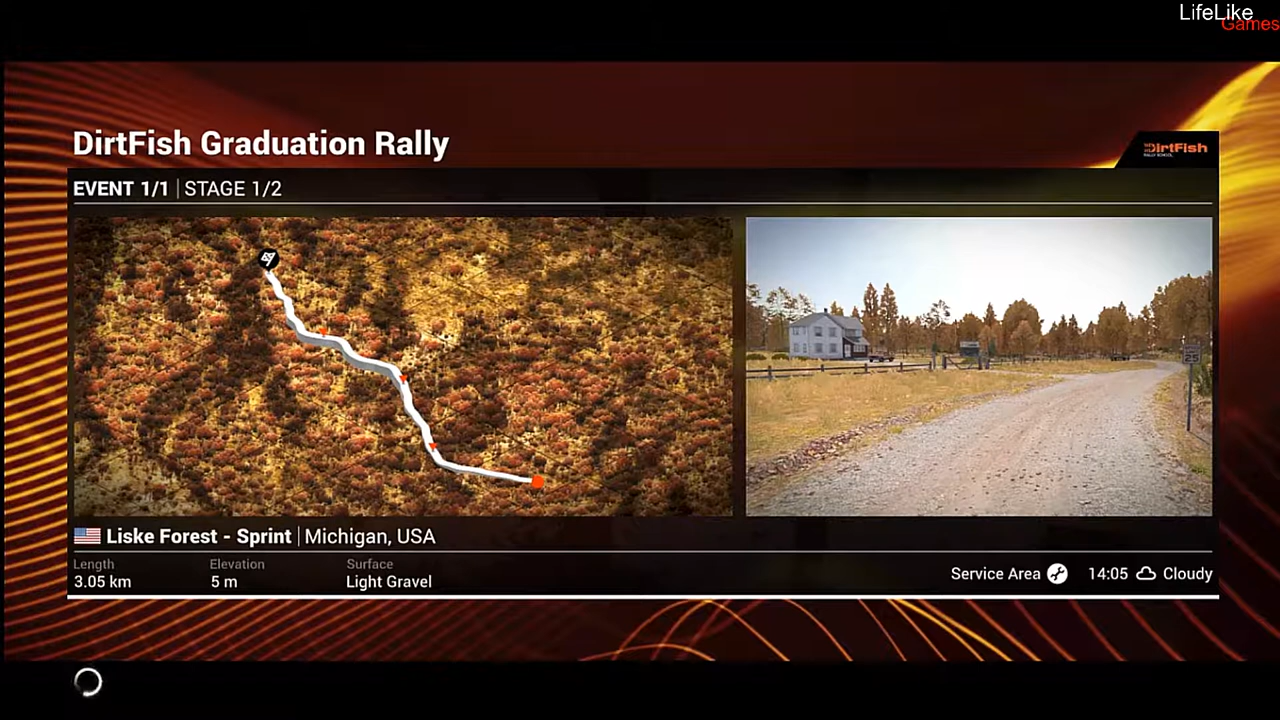 LifeLike
Games
DirtFish Graduation Rally
DirtFish
EVENT 1/1 | STAGE 1/2
25
Liske Forest - Sprint | Michigan, USA
Length
3.05 km
Elevation
5 m
Surface
Light Gravel
Service Area
14:05
Cloudy